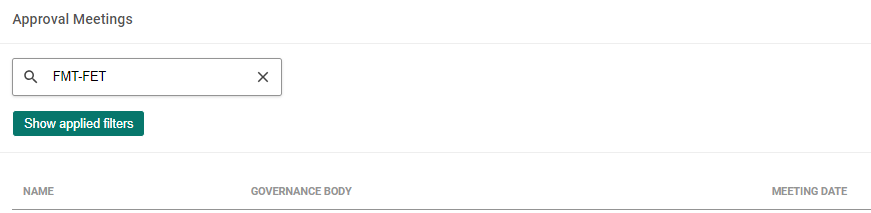 Approval Meetings
FMT-FET
Show applied filters
NAME GOVERNANCE BODY MEETING DATE